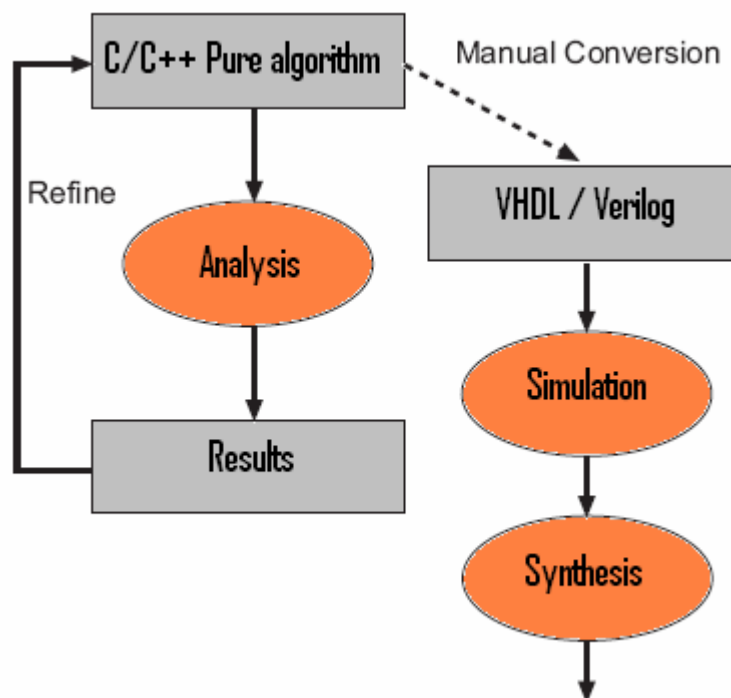 C/C++ Pure algorithm
Manual Conversion
Refine
VHDL / Verilog
Analysis
Simulation
Results
Synthesis